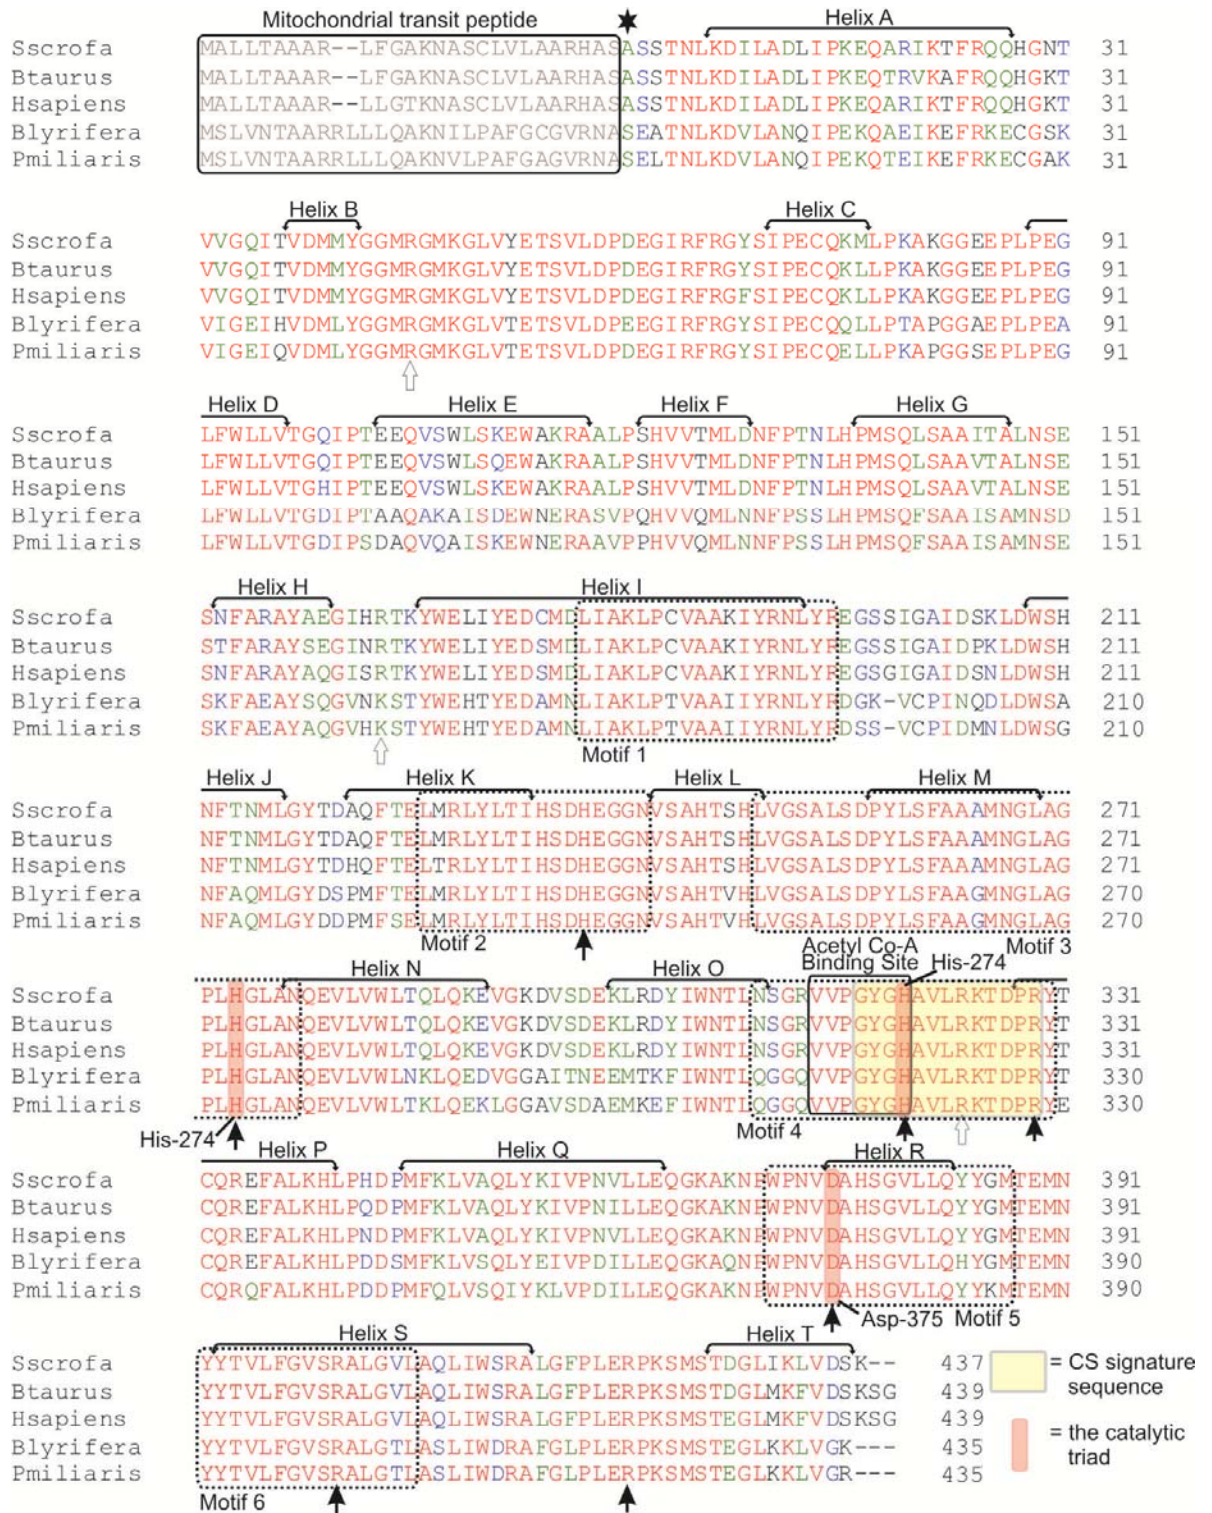 Mitochondrial transit peptide Helix A
Sscrofa MALLTAAAR--LFGAKNASCLVLAARHASASSTNLKDILADLIPKEQARIKTFRQQHGNT 31
Btaurus MALLTAAAR--LFGAKNASCLVLAARHASASSTNLKDILADLIPKEQTRVKAFRQQHGKT 31
Hsapiens MALLTAAAR--LLGTKNASCLVLAARHASASSTNLKDILADLIPKEQARIKTFRQQHGKT 31
Blyrifera MSLVNTAARRLLLQAKNILPAFGCGVRNASEATNLKDVLANQIPEKQAEIKEFRKECGSK 31
Pmiliaris MSLVNTAARRLLLQAKNVLPAFGAGVRNASELTNLKDVLANQIPEKQTEIKEFRKECGAK 31
Helix B Helix C
Sscrofa VVGQITVDMMYGGMRGMKGLVYETSVLDPDEGIRFRGYSIPECQKMLPKAKGGEEPLPEG 91
Btaurus VVGQITVDMMYGGMRGMKGLVYETSVLDPDEGIRFRGYSIPECQKLLPKAKGGEEPLPEG 91
Hsapiens VVGQITVDMMYGGMRGMKGLVYETSVLDPDEGIRFRGFSIPECQKLLPKAKGGEEPLPEG 91
Blyrifera VIGEIHVDMLYGGMRGMKGLVTETSVLDPEEGIRFRGYSIPECQQLLPTAPGGAEPLPEA 91
Pmiliaris VIGEIQVDMLYGGMRGMKGLVTETSVLDPDEGIRFRGYSIPECQELLPKAPGGSEPLPEG 91
Helix D Helix E Helix F Helix G
Sscrofa LFWLLVTGQIPTEEQVSWLSKEWAKRAALPSHVVTMLDNFPTNLHPMSQLSAAITALNSE 151
Btaurus LFWLLVTGQIPTEEQVSWLSQEWAKRAALPSHVVTMLDNFPTNLHPMSQLSAAVTALNSE 151
Hsapiens LFWLLVTGHIPTEEQVSWLSKEWAKRAALPSHVVTMLDNFPTNLHPMSQLSAAVTALNSE 151
Blyrifera LFWLLVTGDIPTAAQAKAISDEWNERASVPQHVVQMLNNFPSSLHPMSQFSAAISAMNSD 151
Pmiliaris LFWLLVTGDIPSDAQVQAISKEWNERAAVPPHVVQMLNNFPSSLHPMSQFSAAISAMNSE 151
Helix H Helix I
Sscrofa SNFARAYAEGIHRTKYWELIYEDCMDLIAKLPCVAAKIYRNLYREGSSIGAIDSKLDWSH 211
Btaurus STFARAYSEGINRTKYWELIYEDSMDLIAKLPCVAAKIYRNLYREGSSIGAIDPKLDWSH 211
Hsapiens SNFARAYAQGISRTKYWELIYEDSMDLIAKLPCVAAKIYRNLYREGSGIGAIDSKLDWSH 211
Blyrifera SKFAEAYSQGVNKSTYWEHTYEDAMNLIAKLPTVAAIIYRNLYRDGK-VCPINQDLDWSA 210
Pmiliaris SKFAEAYAQGVHKSTYWEHTYEDAMNLIAKLPTVAAIIYRNLYRDSS-VCPIDMNLDWSG 210
Motif 1
Helix J Helix K Helix L Helix M
Sscrofa NFTNMLGYTDAQFTELMRLYLTIHSDHEGGNVSAHTSHLVGSALSDPYLSFAAAMNGLAG 271
Btaurus NFTNMLGYTDAQFTELMRLYLTIHSDHEGGNVSAHTSHLVGSALSDPYLSFAAAMNGLAG 271
Hsapiens NFTNMLGYTDHQFTELTRLYLTIHSDHEGGNVSAHTSHLVGSALSDPYLSFAAAMNGLAG 271
Blyrifera NFAQMLGYDSPMFTELMRLYLTIHSDHEGGNVSAHTVHLVGSALSDPYLSFAAGMNGLAG 270
Pmiliaris NFAQMLGYDDPMFSELMRLYLTIHSDHEGGNVSAHTVHLVGSALSDPYLSFAAGMNGLAG 270
Motif 2 Acetyl Co-A Motif 3
Helix N Helix O Binding Site His-274
Sscrofa PLHGLANQEVLVWLTQLQKEVGKDVSDEKLRDYIWNTLNSGRVVPGYGHAVLRKTDPRYT 331
Btaurus PLHGLANQEVLVWLTQLQKEVGKDVSDEKLRDYIWNTLNSGRVVPGYGHAVLRKTDPRYT 331
Hsapiens PLHGLANQEVLVWLTQLQKEVGKDVSDEKLRDYIWNTLNSGRVVPGYGHAVLRKTDPRYT 331
Blyrifera PLHGLANQEVLVWLNKLQEDVGGAITNEEMTKFIWNTLQGGQVVPGYGHAVLRKTDPRYT 330
Pmiliaris PLHGLANQEVLVWLTKLQEKLGGAVSDAEMKEFIWNTLQGGQVVPGYGHAVLRKTDPRYE 330
His-274 Motif 4
Helix P Helix Q Helix R
Sscrofa CQREFALKHLPHDPMFKLVAQLYKIVPNVLLEQGKAKNPWPNVDAHSGVLLQYYGMTEMN 391
Btaurus CQREFALKHLPQDPMFKLVAQLYKIVPNILLEQGKAKNPWPNVDAHSGVLLQYYGMTEMN 391
Hsapiens CQREFALKHLPNDPMFKLVAQLYKIVPNVLLEQGKAKNPWPNVDAHSGVLLQYYGMTEMN 391
Blyrifera CQREFALKHLPDDSMFKLVSQLYEIVPDILLEQGKAQNPWPNVDAHSGVLLQHYGMTEMN 390
Pmiliaris CQRQFALKHLPDDPMFQLVSQIYKLVPDILLEQGKAKNPWPNVDAHSGVLLQYYKMTEMN 390
Asp-375 Motif 5
Helix S Helix T
Sscrofa YYTVLFGVSRALGVLAQLIWSRALGFPLERPKSMSTDGLIKLVDSK-- 437
Btaurus YYTVLFGVSRALGVLAQLIWSRALGFPLERPKSMSTDGLMKFVDSKSG 439
Hsapiens YYTVLFGVSRALGVLAQLIWSRALGFPLERPKSMSTEGLMKFVDSKSG 439
Blyrifera YYTVLFGVSRALGTLASLIWDRAFGLPLERPKSMSTEGLKKLVGK--- 435
Pmiliaris YYTVLFGVSRALGTLASLIWDRAFGLPLERPKSMSTEGLKKLVGR--- 435
Motif 6
= CS signature
sequence
= the catalytic
triad